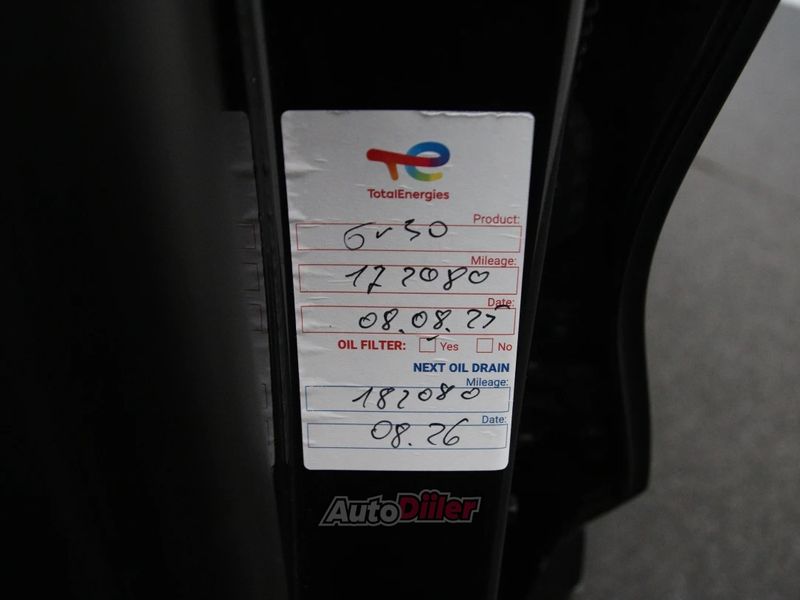 TotalEnergies
Product:
5w30
Mileage:
172080
Date:
08.08.25
OIL FILTER: Yes No
NEXT OIL DRAIN
Mileage:
182080
Date:
08.26
AutoDiiler